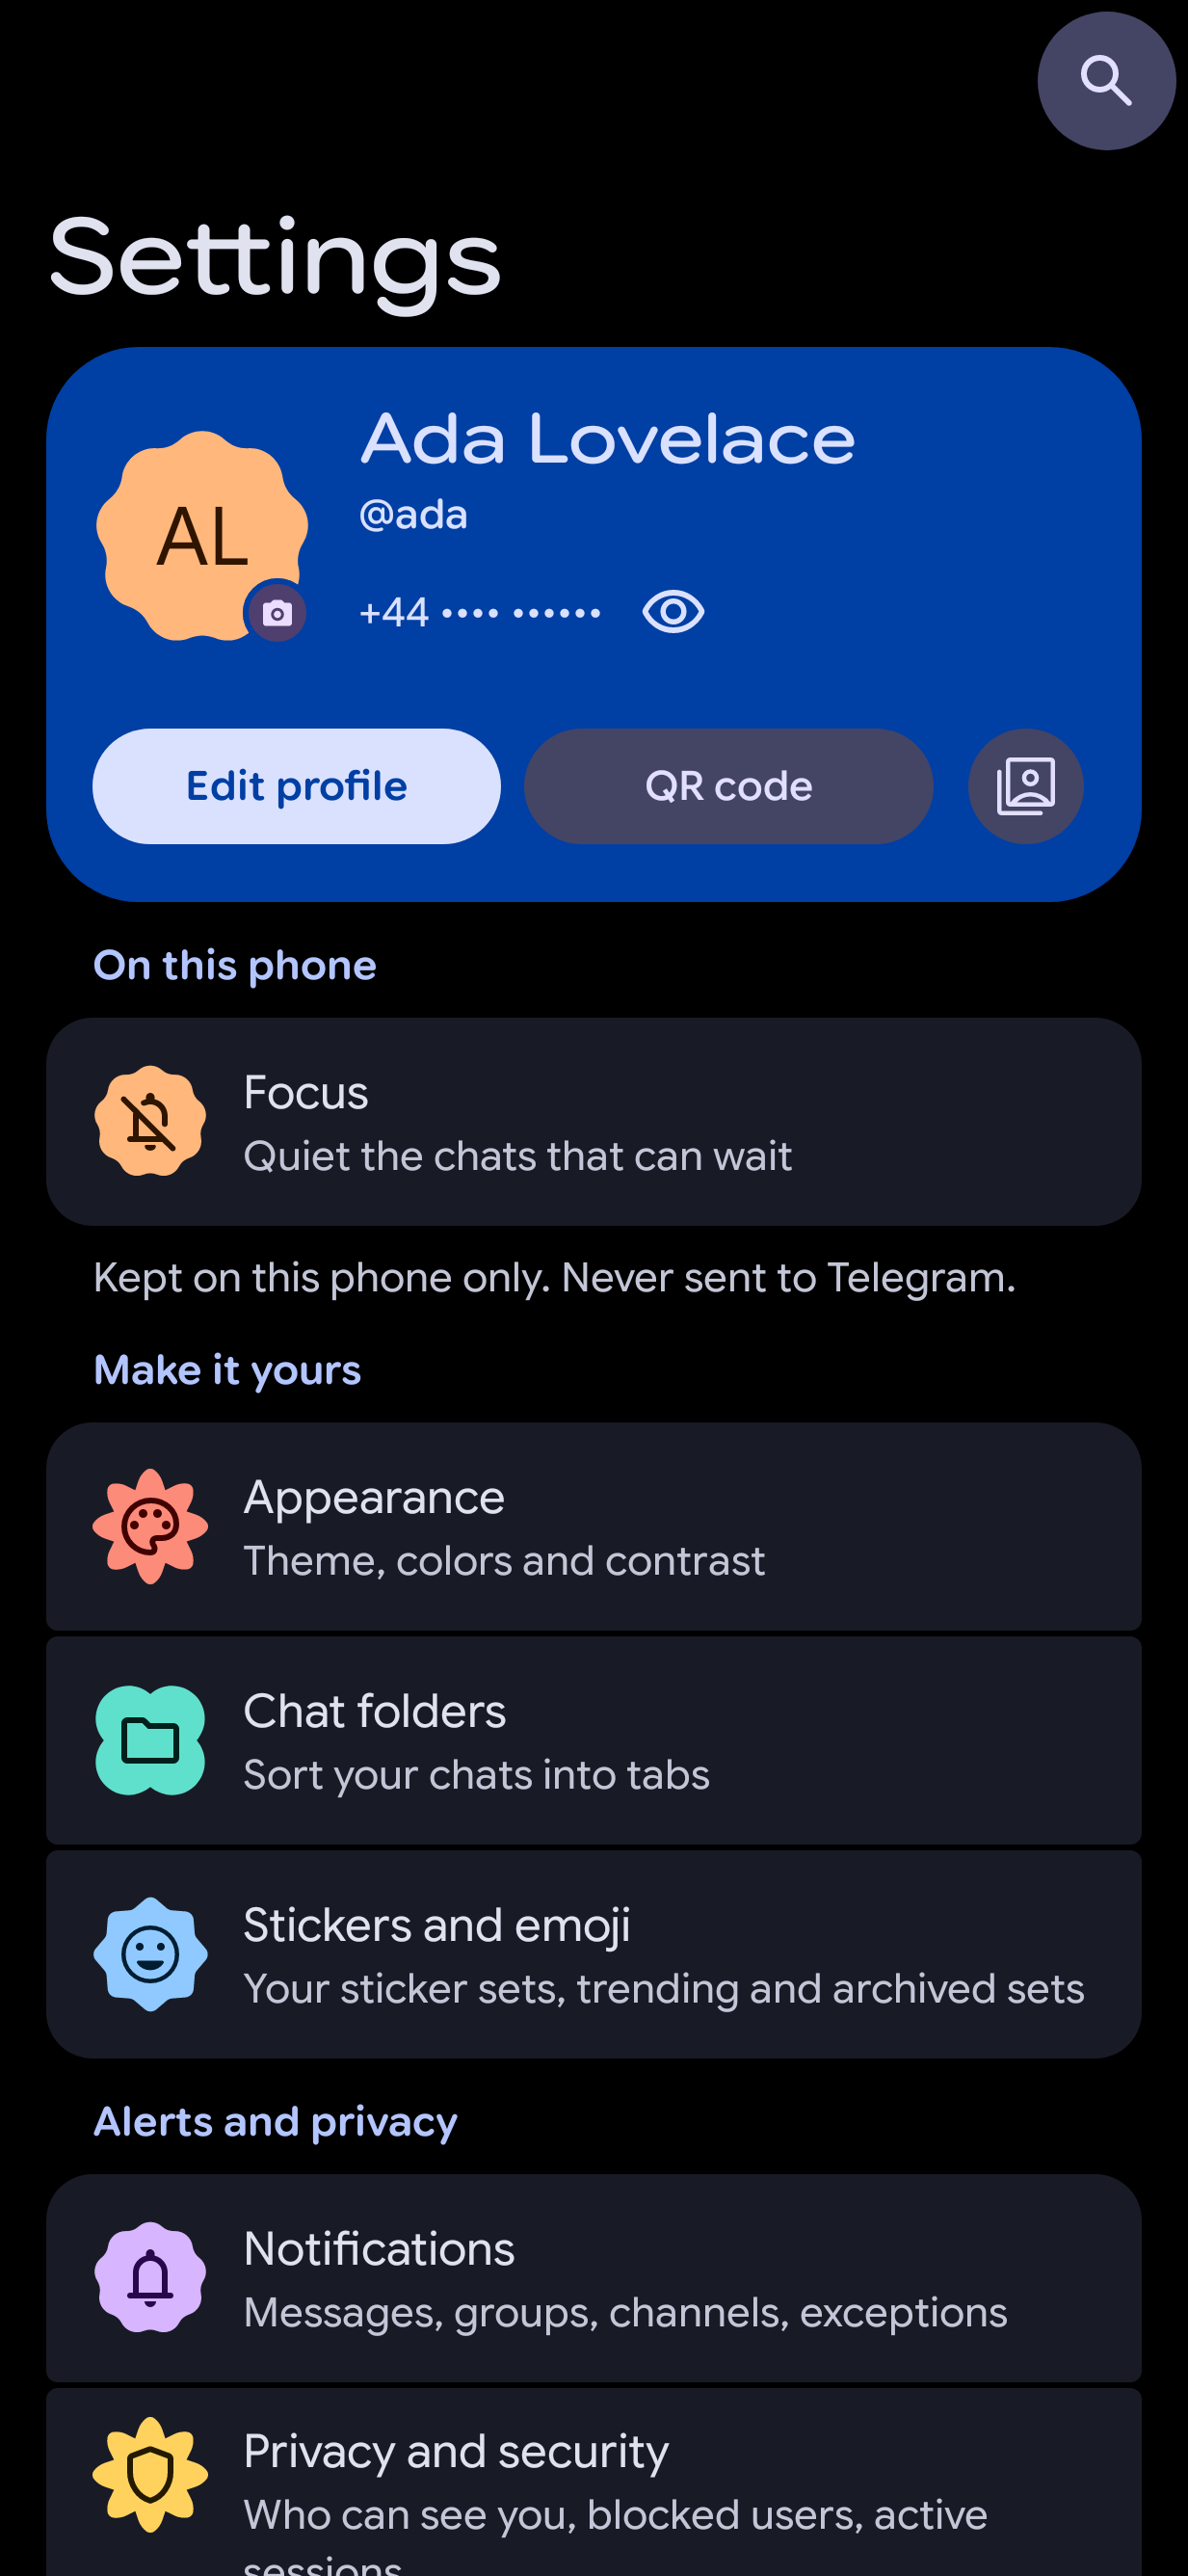 Settings
Ada Lovelace
@ada
AL
+44 •••• ••••••
Edit profile
QR code
On this phone
Focus
Quiet the chats that can wait
Kept on this phone only. Never sent to Telegram.
Make it yours
Appearance
Theme, colors and contrast
Chat folders
Sort your chats into tabs
Stickers and emoji
Your sticker sets, trending and archived sets
Alerts and privacy
Notifications
Messages, groups, channels, exceptions
Privacy and security
Who can see you, blocked users, active
sessions